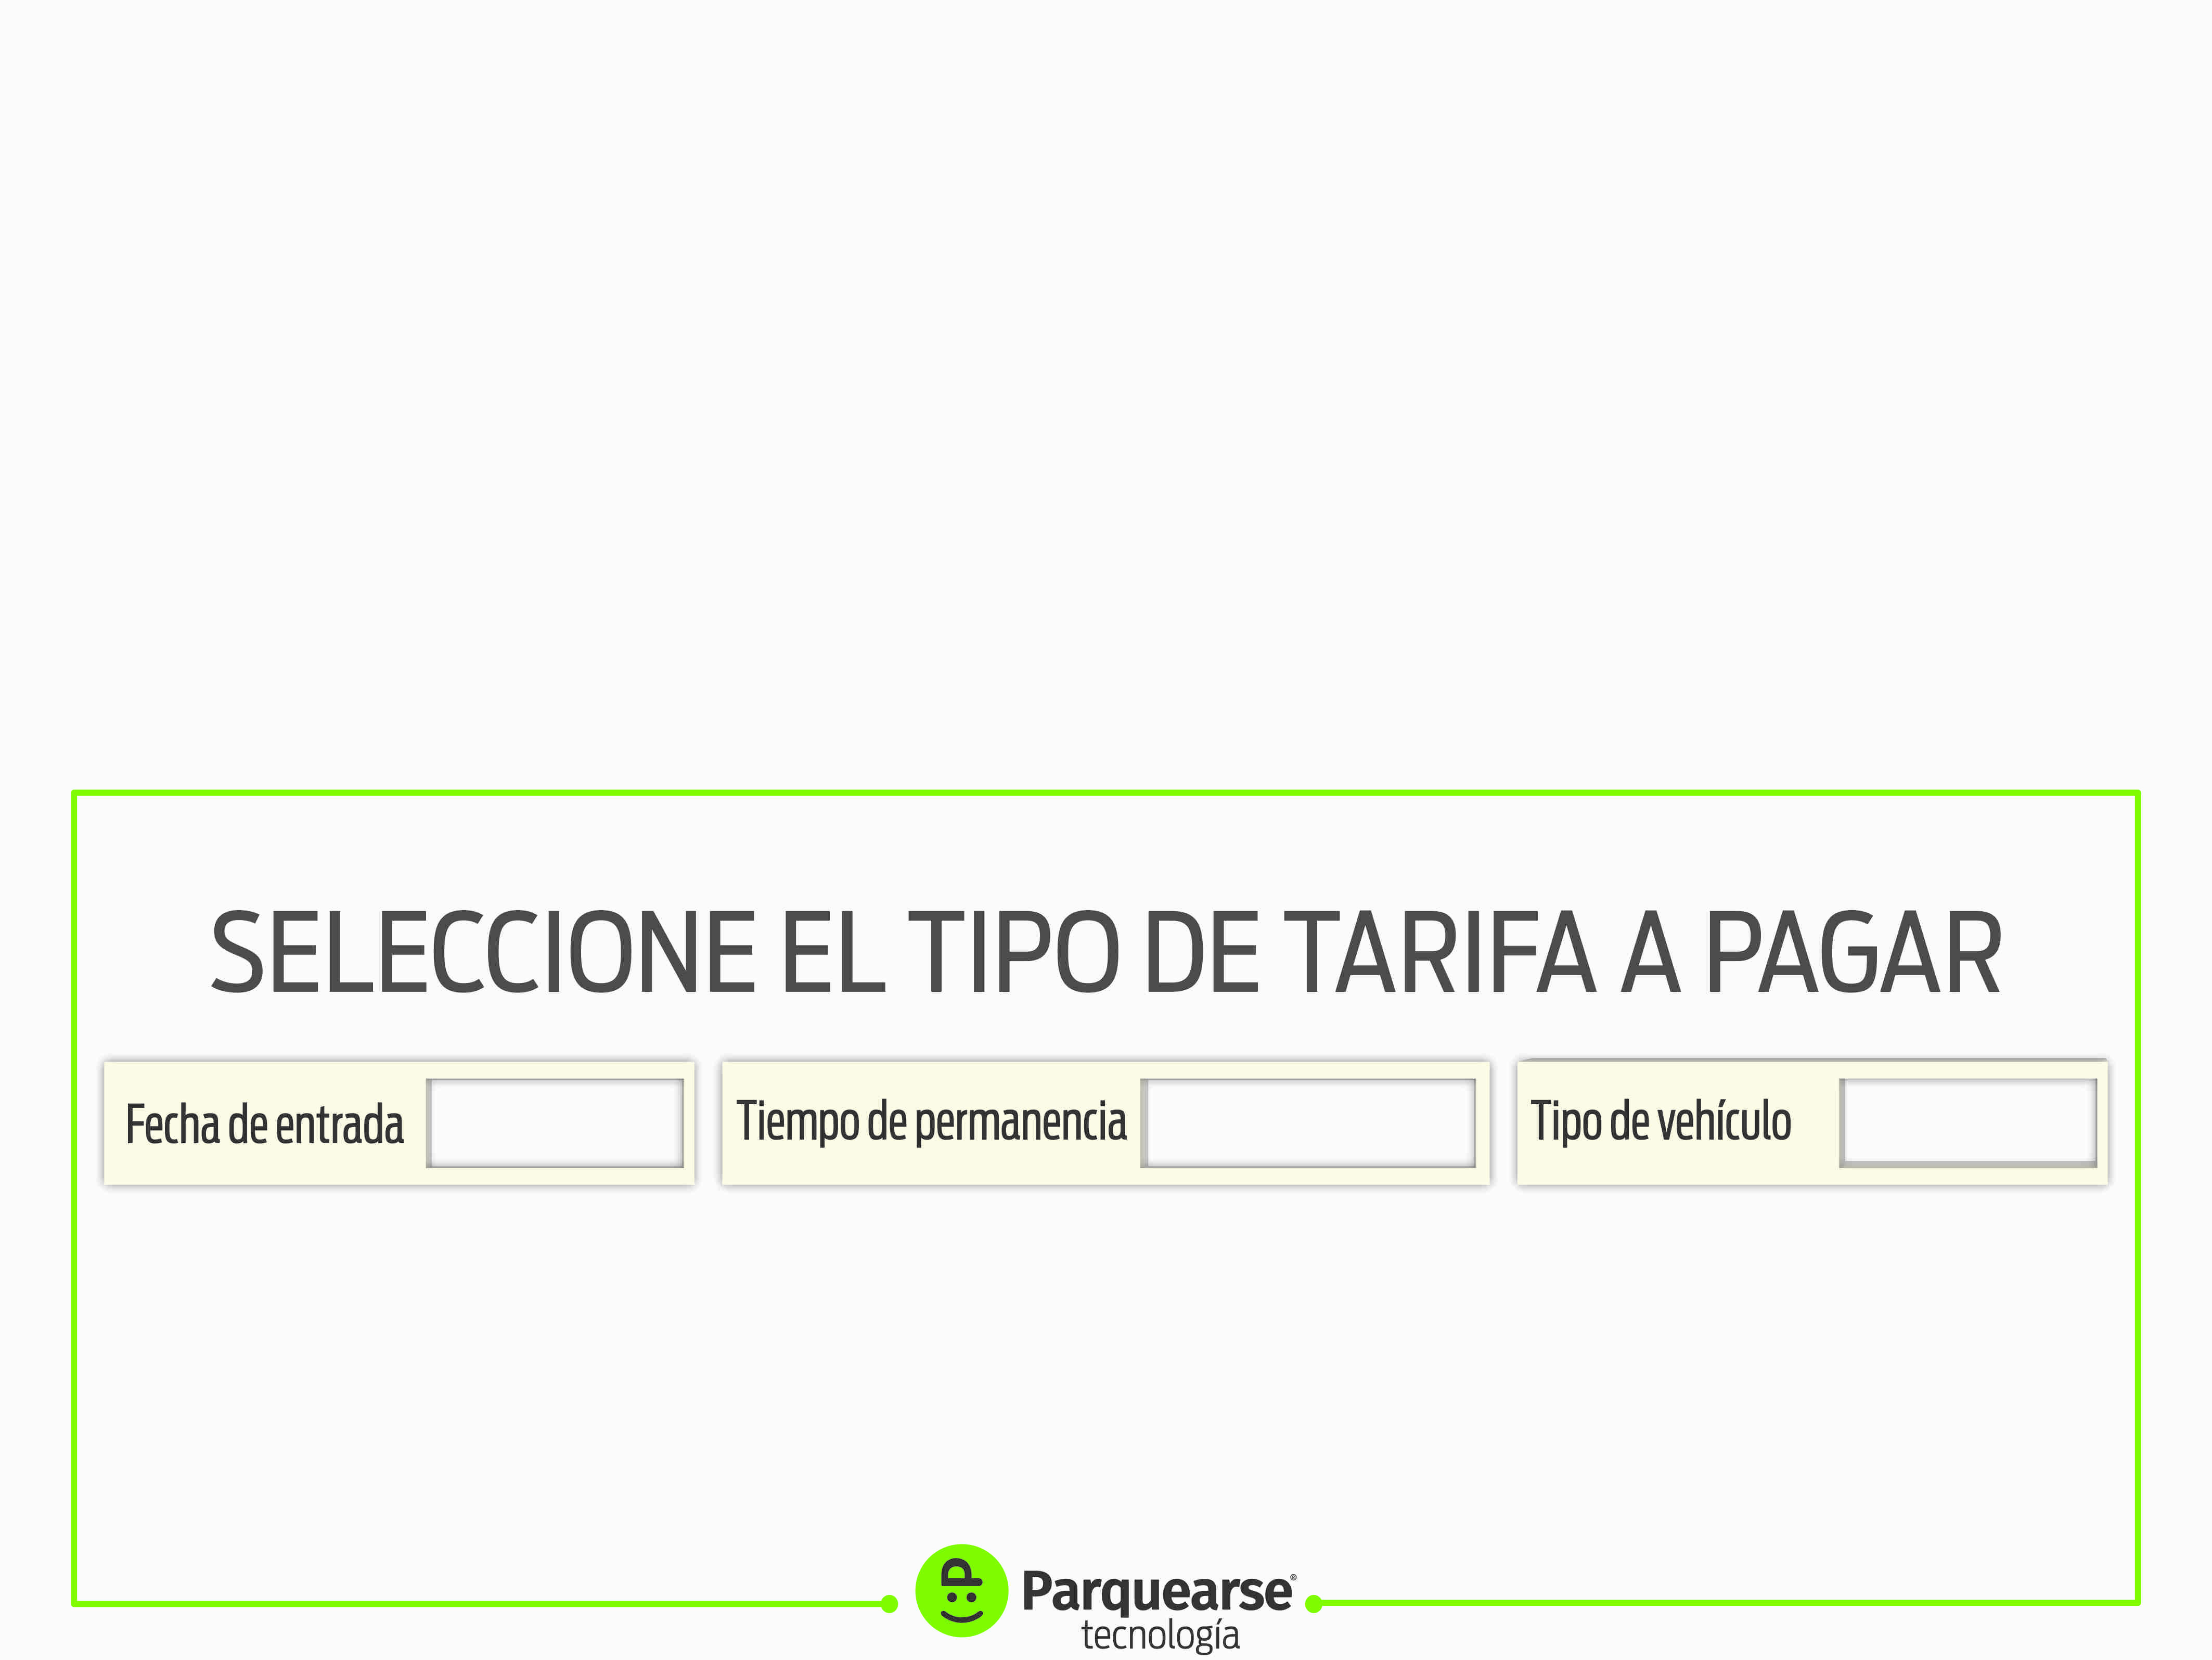 SELECCIONE EL TIPO DE TARIFA A PAGAR
Fecha de entrada
Tiempo de permanencia
Tipo de vehículo
Parquearse®
tecnología